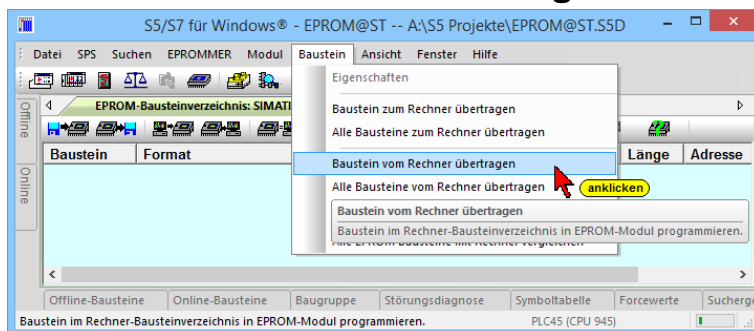 S5/S7 für Windows® - EPROM@ST -- A:\S5 Projekte\EPROM@ST.S5D
Datei SPS Suchen EPROMMER Modul Baustein Ansicht Fenster Hilfe
Eigenschaften
EPROM-Bausteinverzeichnis: SIMATI
Baustein zum Rechner übertragen
Alle Bausteine zum Rechner übertragen
Offline
Baustein Format Länge Adresse
Baustein vom Rechner übertragen
Alle Bausteine vom Rechner übertragen
anklicken
Online
Baustein vom Rechner übertragen
Baustein im Rechner-Bausteinverzeichnis in EPROM-Modul programmieren.
Offline-Bausteine Online-Bausteine Baugruppe Störungsdiagnose Symboltabelle Forcewerte Sucherge
Baustein im Rechner-Bausteinverzeichnis in EPROM-Modul programmieren. PLC45 (CPU 945)